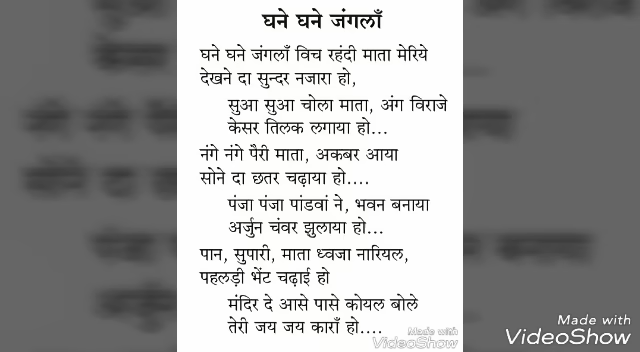 घने घने जंगलाँ
घने घने जंगलाँ विच रहंदी माता मेरिये
देखने दा सुन्दर नजारा हो,
सुआ सुआ चोला माता, अंग विराजे
केसर तिलक लगाया हो...
नंगे नंगे पैरी माता, अकबर आया
सोने दा छतर चढ़ाया हो....
पंजा पंजा पांडवां ने, भवन बनाया
अर्जुन चंवर झुलाया हो...
पान, सुपारी, माता ध्वजा नारियल,
पहलड़ी भेंट चढ़ाई हो
मंदिर दे आसे पासे कोयल बोले
तेरी जय जय काराँ हो....
Made with
VideoShow
Made with
VideoShow